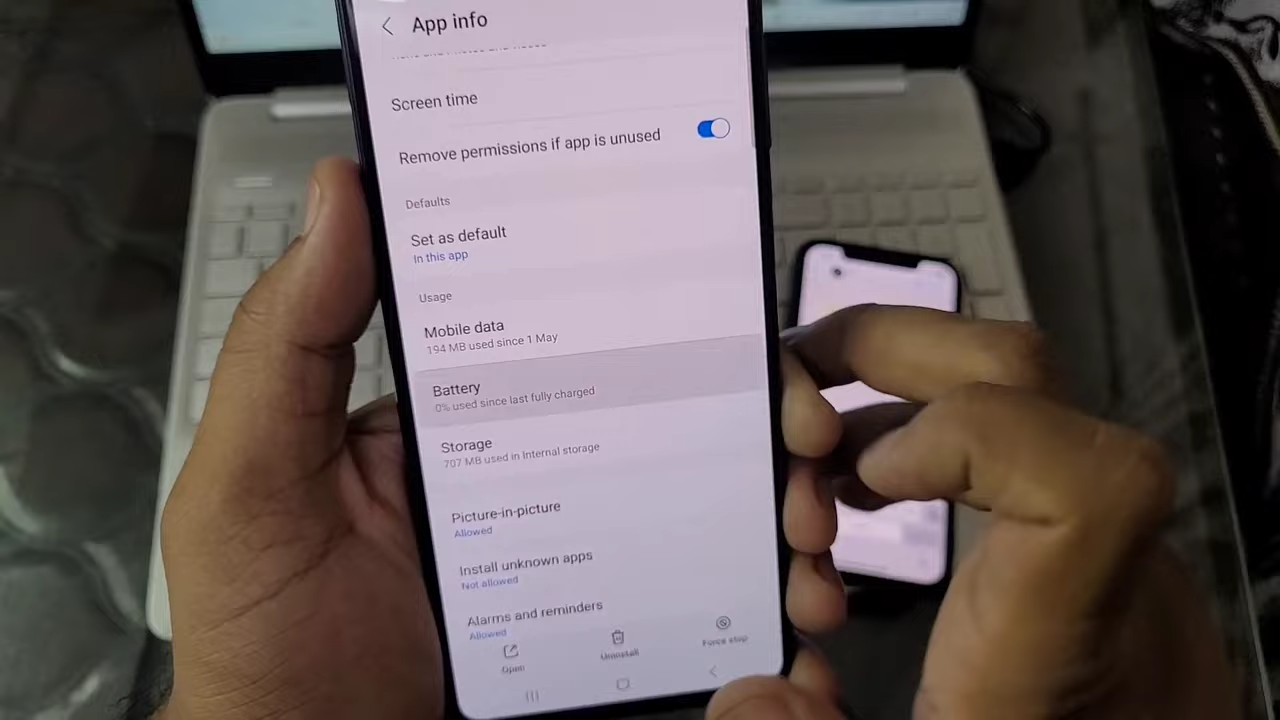 App info
Screen time
Remove permissions if app is unused
Defaults
Set as default
In this app
Usage
Mobile data
194 MB used since 1 May
Battery
0% used since last fully charged
Storage
707 MB used in Internal storage
Picture-in-picture
Allowed
Install unknown apps
Not allowed
Alarms and reminders
Allowed
Open
Uninstall
Force stop